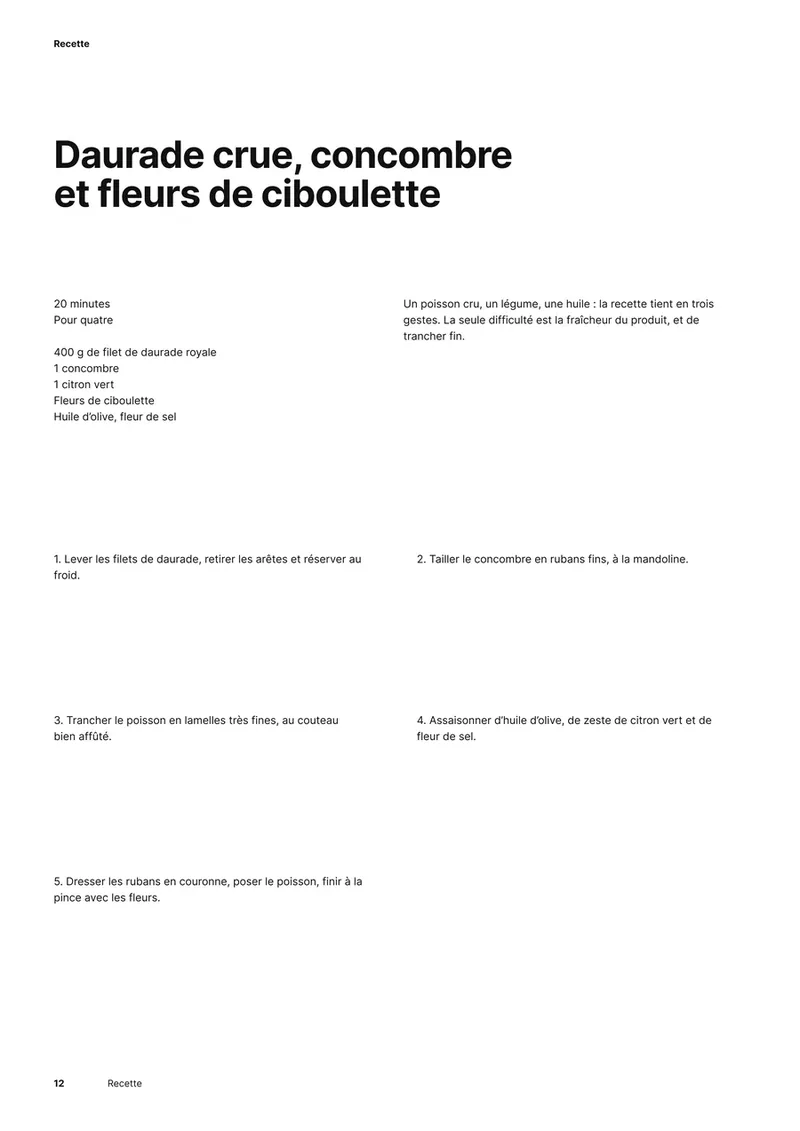 Recette
Daurade crue, concombre
et fleurs de ciboulette
20 minutes
Pour quatre
400 g de filet de daurade royale
1 concombre
1 citron vert
Fleurs de ciboulette
Huile d’olive, fleur de sel
Un poisson cru, un légume, une huile : la recette tient en trois
gestes. La seule difficulté est la fraîcheur du produit, et de
trancher fin.
1. Lever les filets de daurade, retirer les arêtes et réserver au
froid.
2. Tailler le concombre en rubans fins, à la mandoline.
3. Trancher le poisson en lamelles très fines, au couteau
bien affûté.
4. Assaisonner d’huile d’olive, de zeste de citron vert et de
fleur de sel.
5. Dresser les rubans en couronne, poser le poisson, finir à la
pince avec les fleurs.
12 Recette